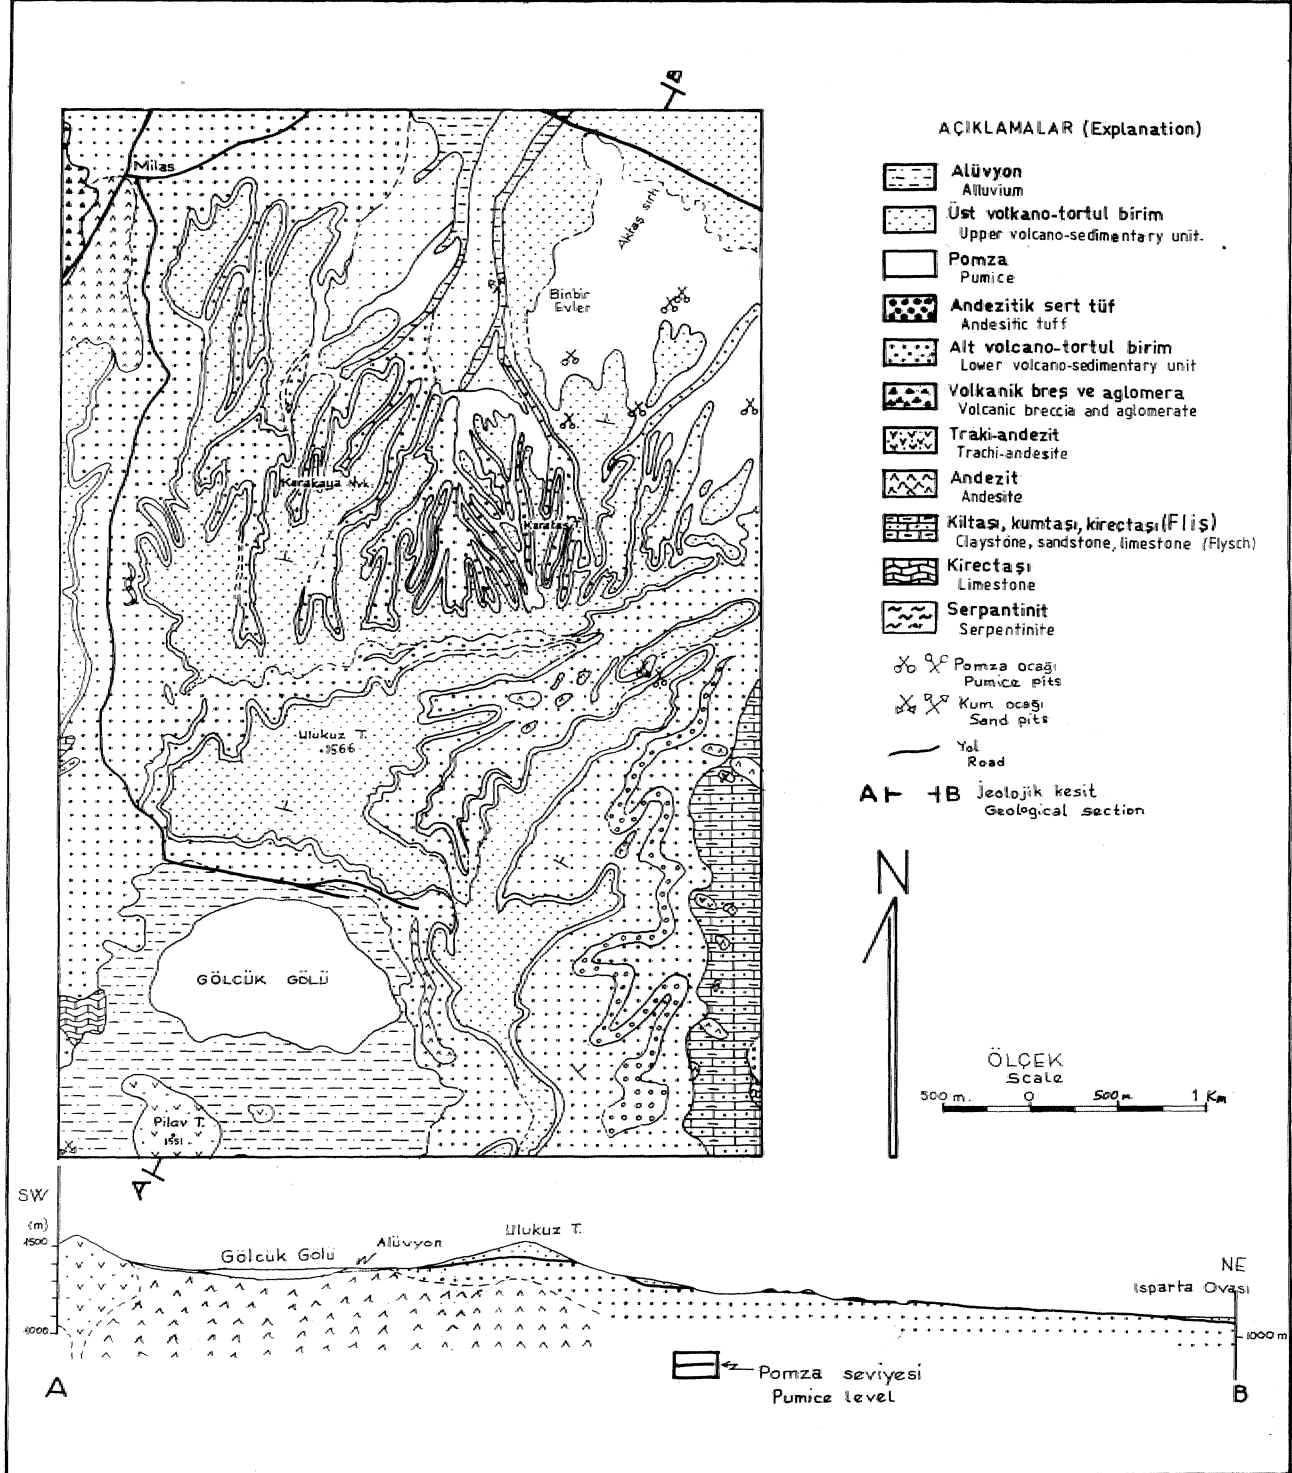 B
AÇIKLAMALAR (Explanation)
Alüvyon
Alluvium
Üst volkano-tortul birim
Upper volcano-sedimentary unit.
Pomza
Pumice
Andezitik sert tüf
Andesitic tuff
Alt volcano-tortul birim
Lower volcano-sedimentary unit
Volkanik breş ve aglomera
Volcanic breccia and aglomerate
Traki-andezit
Trachi-andesite
Andezit
Andesite
Kiltaşı, kumtaşı, kirectaşı (Fliş)
Claystone, sandstone, limestone (Flysch)
Kirectaşı
Limestone
Serpantinit
Serpentinite
Pomza ocağı
Pumice pits
Kum ocağı
Sand pits
Yol
Road
A B Jeolojik kesit
Geological section
N
ÖLÇEK
Scale
500 m. 0 500 m 1 Km
Milas
Aktaş sırtı
Binbir
Evler
Karakaya Mvk.
Karataş T.
Ulukuz T.
1566
GÖLCÜK GÖLÜ
Pilav T.
1551
A
SW
(m)
1500
1000
Gölcük Gölü
Alüvyon
Ulukuz T.
NE
Isparta Ovası
1000 m
Pomza seviyesi
Pumice level
A
B